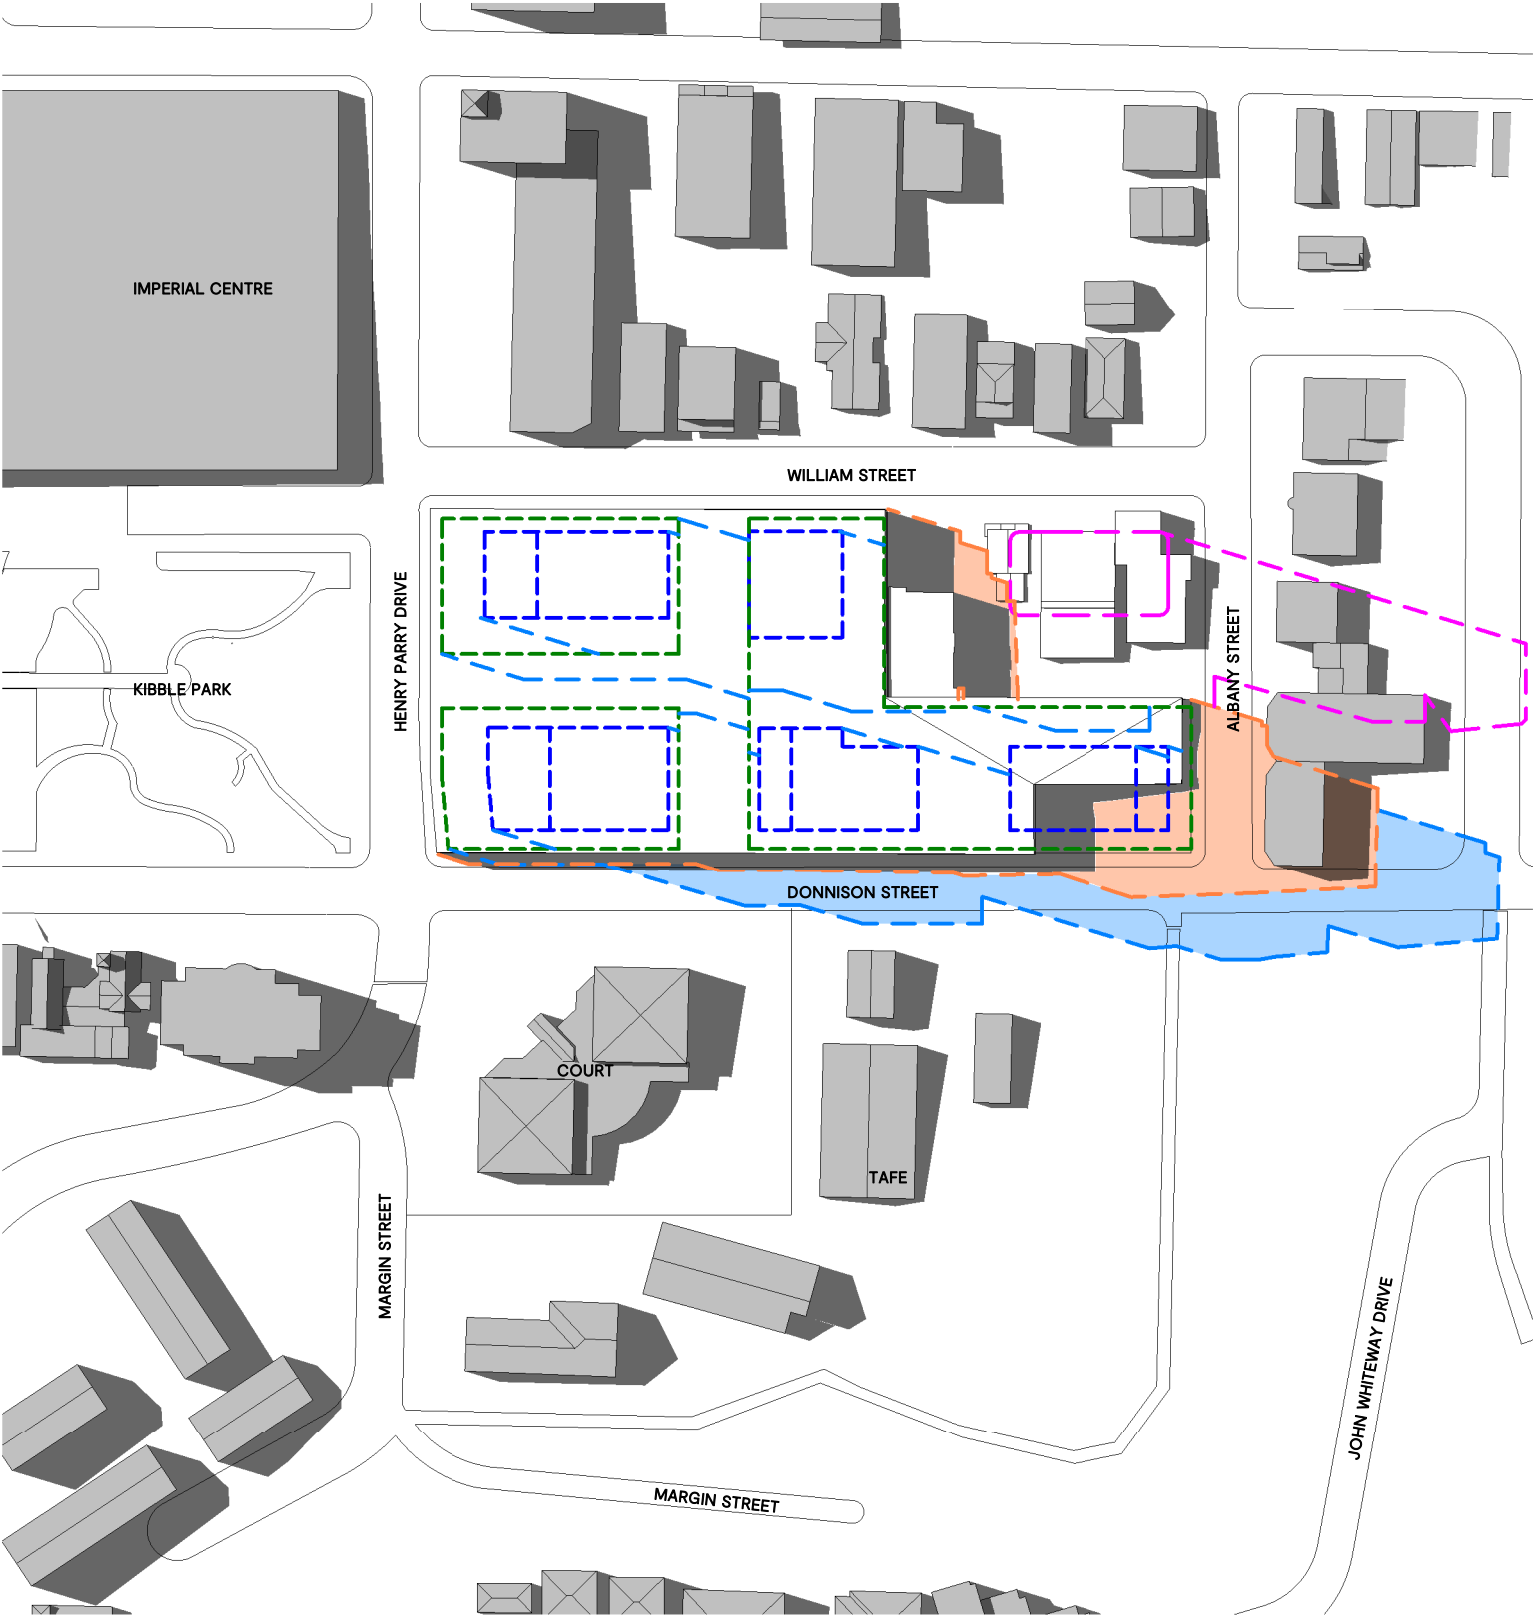 IMPERIAL CENTRE
WILLIAM STREET
HENRY PARRY DRIVE
KIBBLE PARK
ALBANY STREET
DONNISON STREET
COURT
TAFE
MARGIN STREET
JOHN WHITEWAY DRIVE
MARGIN STREET